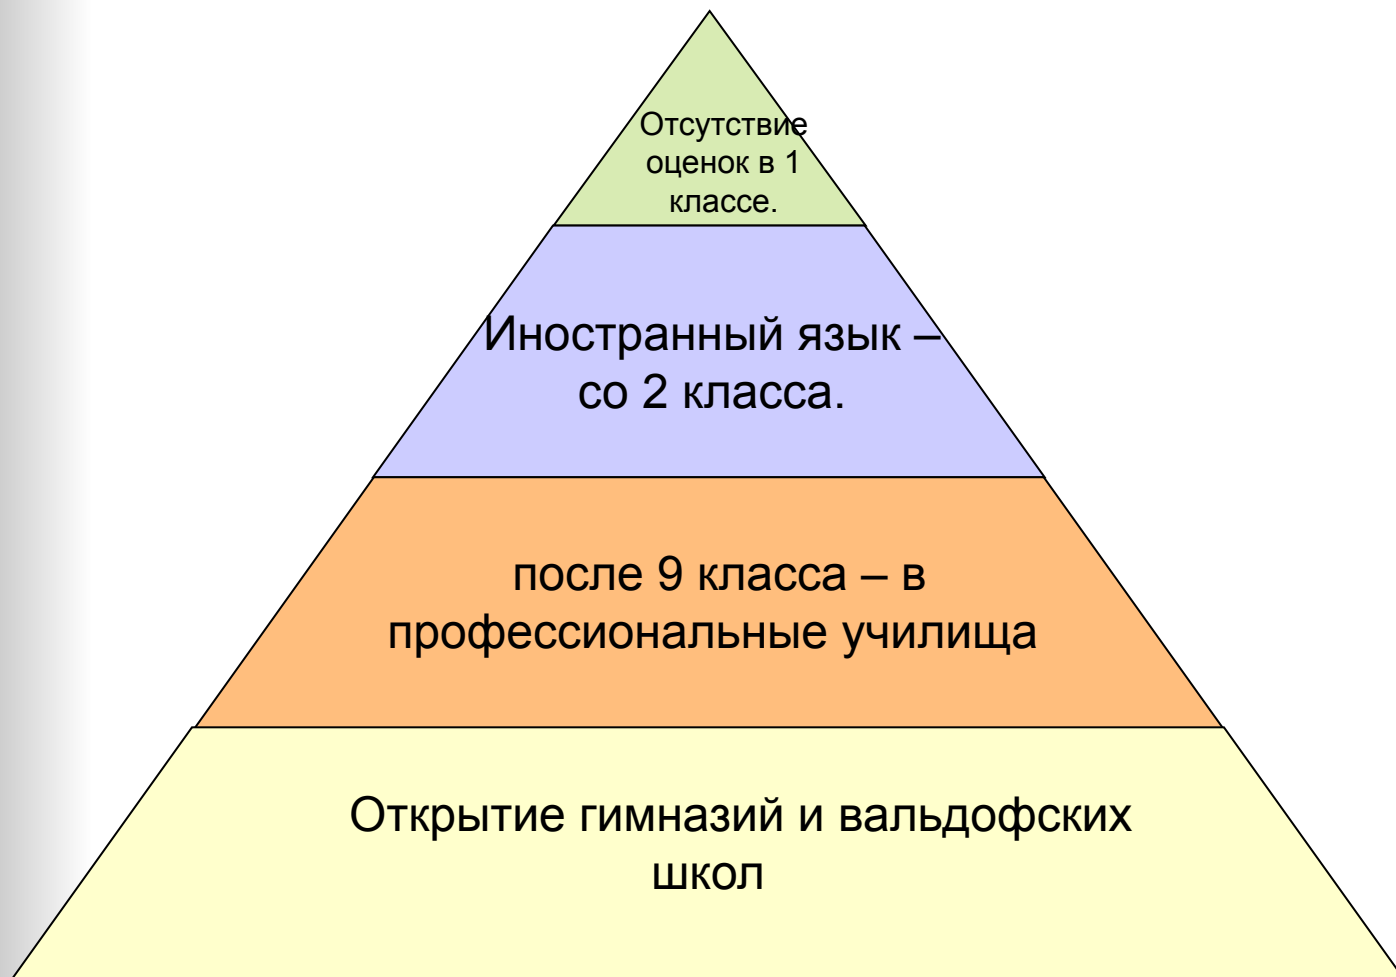 Отсутствие
оценок в 1
классе.
Иностранный язык –
со 2 класса.
после 9 класса – в
профессиональные училища
Открытие гимназий и вальдофских
школ